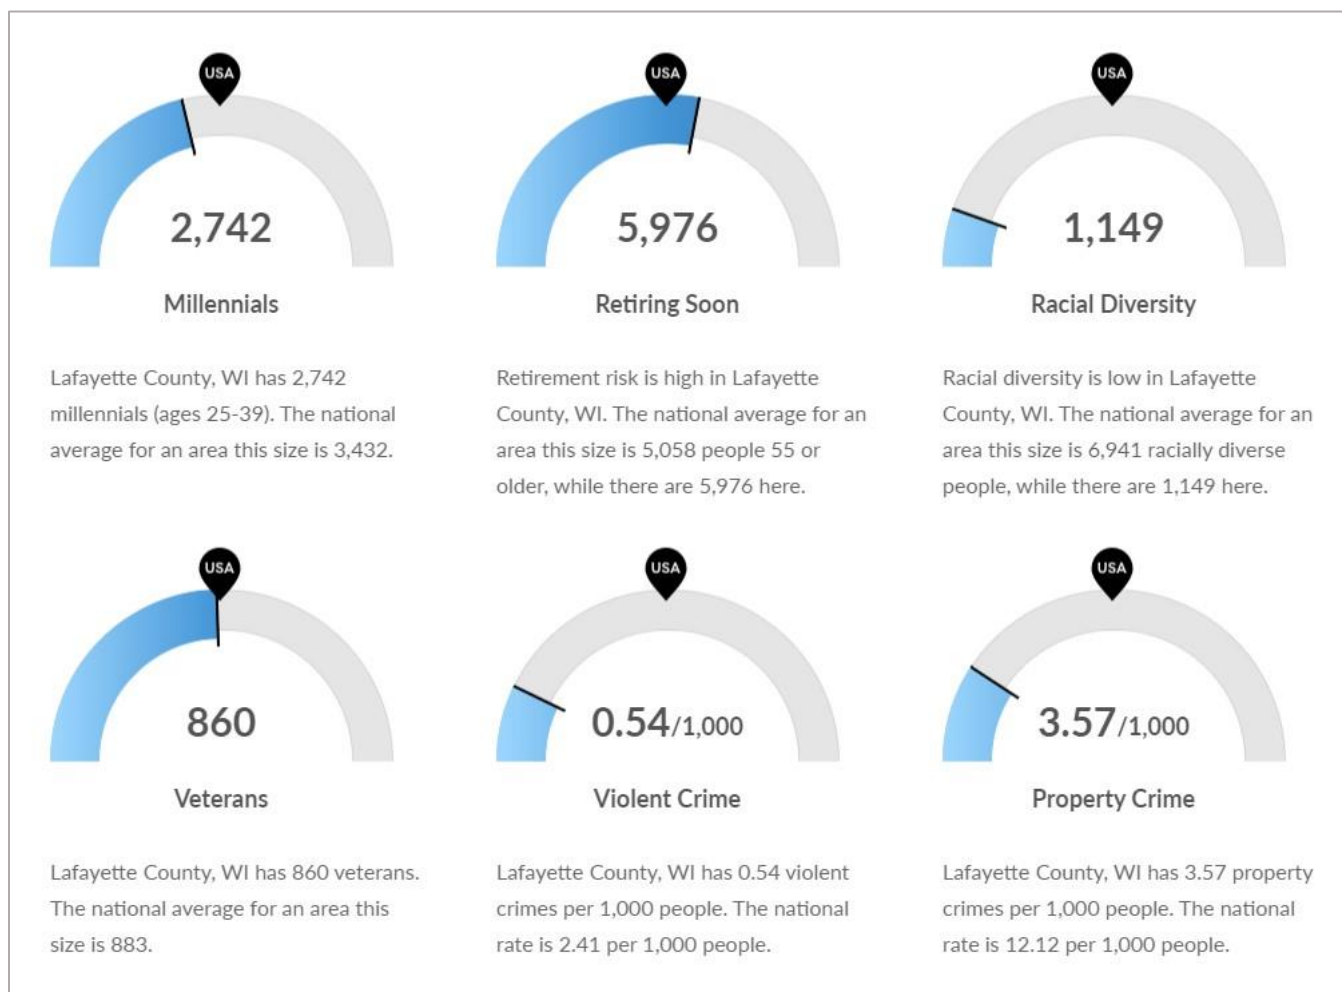 USA
2,742
Millennials
Lafayette County, WI has 2,742
millennials (ages 25-39). The national
average for an area this size is 3,432.
USA
5,976
Retiring Soon
Retirement risk is high in Lafayette
County, WI. The national average for an
area this size is 5,058 people 55 or
older, while there are 5,976 here.
USA
1,149
Racial Diversity
Racial diversity is low in Lafayette
County, WI. The national average for an
area this size is 6,941 racially diverse
people, while there are 1,149 here.
USA
860
Veterans
Lafayette County, WI has 860 veterans.
The national average for an area this
size is 883.
USA
0.54/1,000
Violent Crime
Lafayette County, WI has 0.54 violent
crimes per 1,000 people. The national
rate is 2.41 per 1,000 people.
USA
3.57/1,000
Property Crime
Lafayette County, WI has 3.57 property
crimes per 1,000 people. The national
rate is 12.12 per 1,000 people.